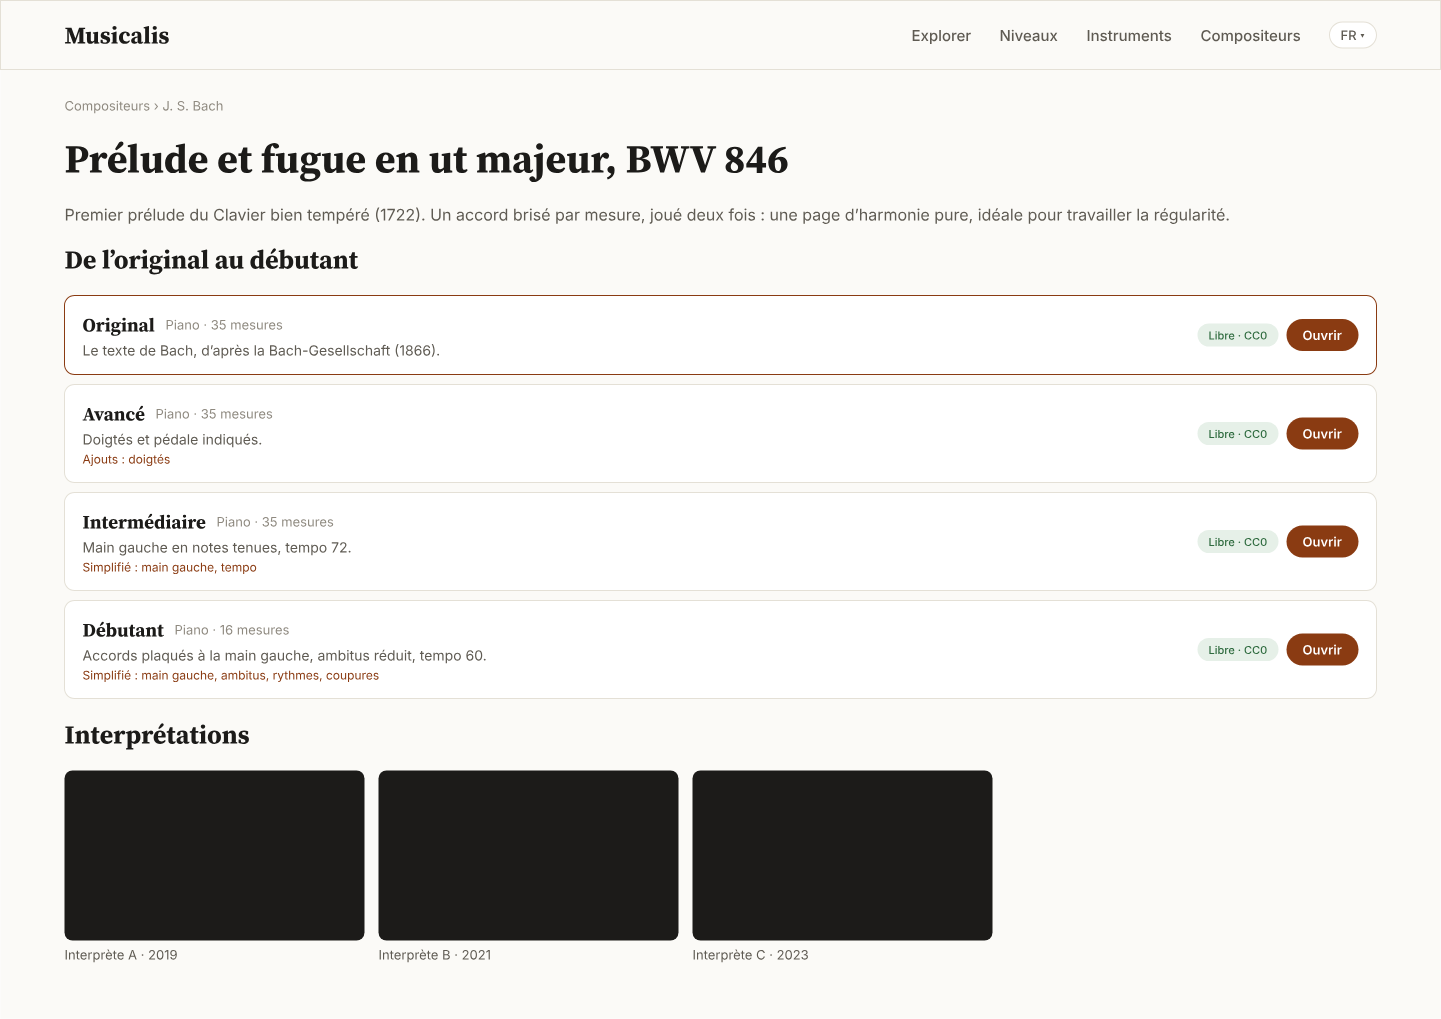 Musicalis
Explorer Niveaux Instruments Compositeurs FR ▾
Compositeurs › J. S. Bach
Prélude et fugue en ut majeur, BWV 846
Premier prélude du Clavier bien tempéré (1722). Un accord brisé par mesure, joué deux fois : une page d’harmonie pure, idéale pour travailler la régularité.
De l’original au débutant
Original Piano · 35 mesures
Le texte de Bach, d’après la Bach-Gesellschaft (1866).
Libre · CC0 Ouvrir
Avancé Piano · 35 mesures
Doigtés et pédale indiqués.
Ajouts : doigtés
Libre · CC0 Ouvrir
Intermédiaire Piano · 35 mesures
Main gauche en notes tenues, tempo 72.
Simplifié : main gauche, tempo
Libre · CC0 Ouvrir
Débutant Piano · 16 mesures
Accords plaqués à la main gauche, ambitus réduit, tempo 60.
Simplifié : main gauche, ambitus, rythmes, coupures
Libre · CC0 Ouvrir
Interprétations
Interprète A · 2019
Interprète B · 2021
Interprète C · 2023